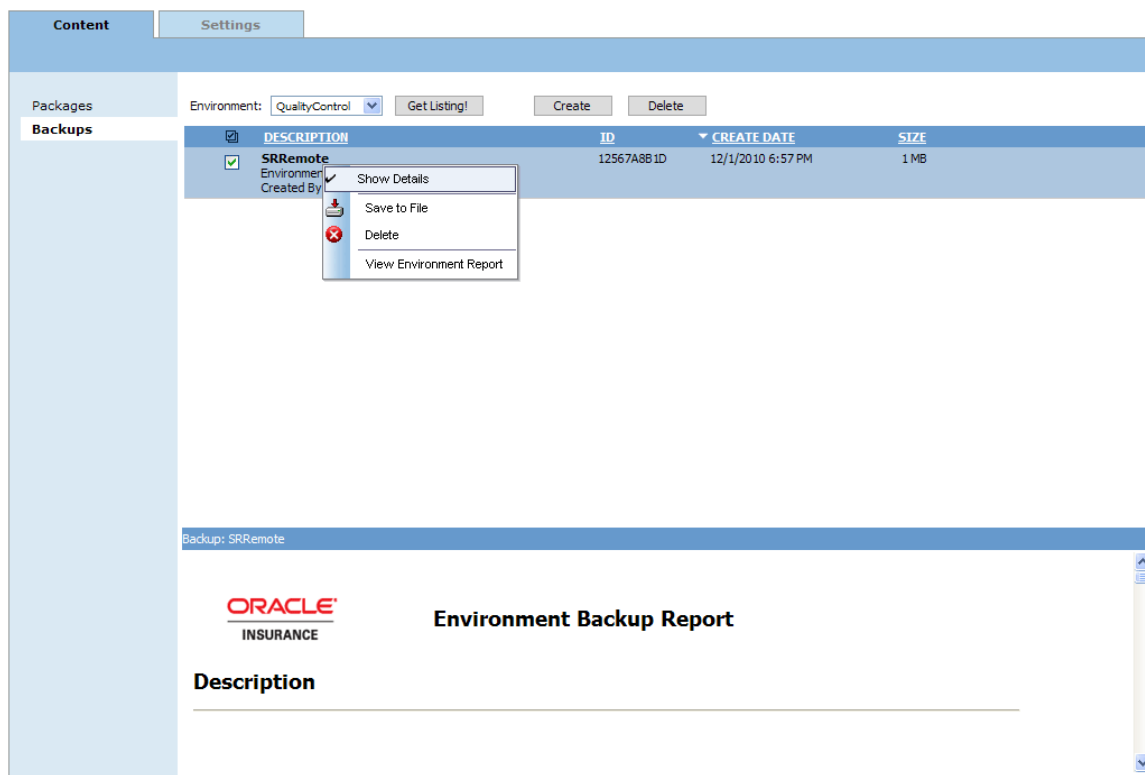 Content
Settings
Packages
Backups
Environment: QualityControl Get Listing! Create Delete
DESCRIPTION ID CREATE DATE SIZE
SRRemote 12567A8B1D 12/1/2010 6:57 PM 1 MB
Environmen
Created By
Show Details
Save to File
Delete
View Environment Report
Backup: SRRemote
ORACLE
INSURANCE
Environment Backup Report
Description